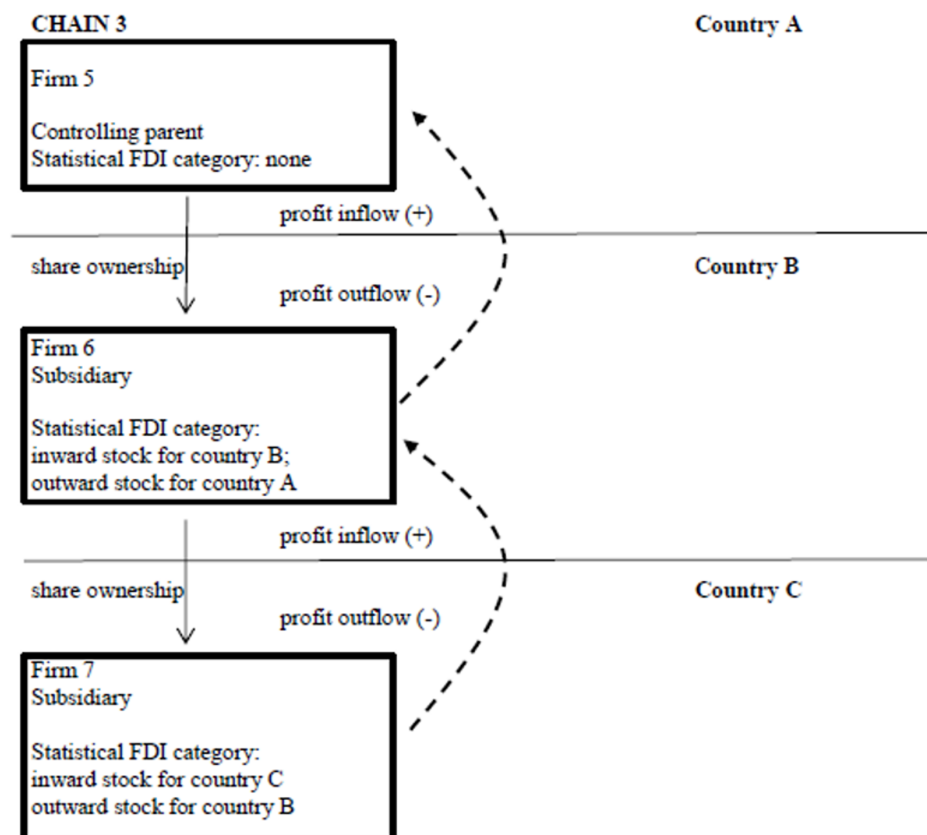 CHAIN 3
Country A
Firm 5
Controlling parent
Statistical FDI category: none
profit inflow (+)
share ownership
Country B
profit outflow (-)
Firm 6
Subsidiary
Statistical FDI category:
inward stock for country B;
outward stock for country A
profit inflow (+)
share ownership
Country C
profit outflow (-)
Firm 7
Subsidiary
Statistical FDI category:
inward stock for country C
outward stock for country B